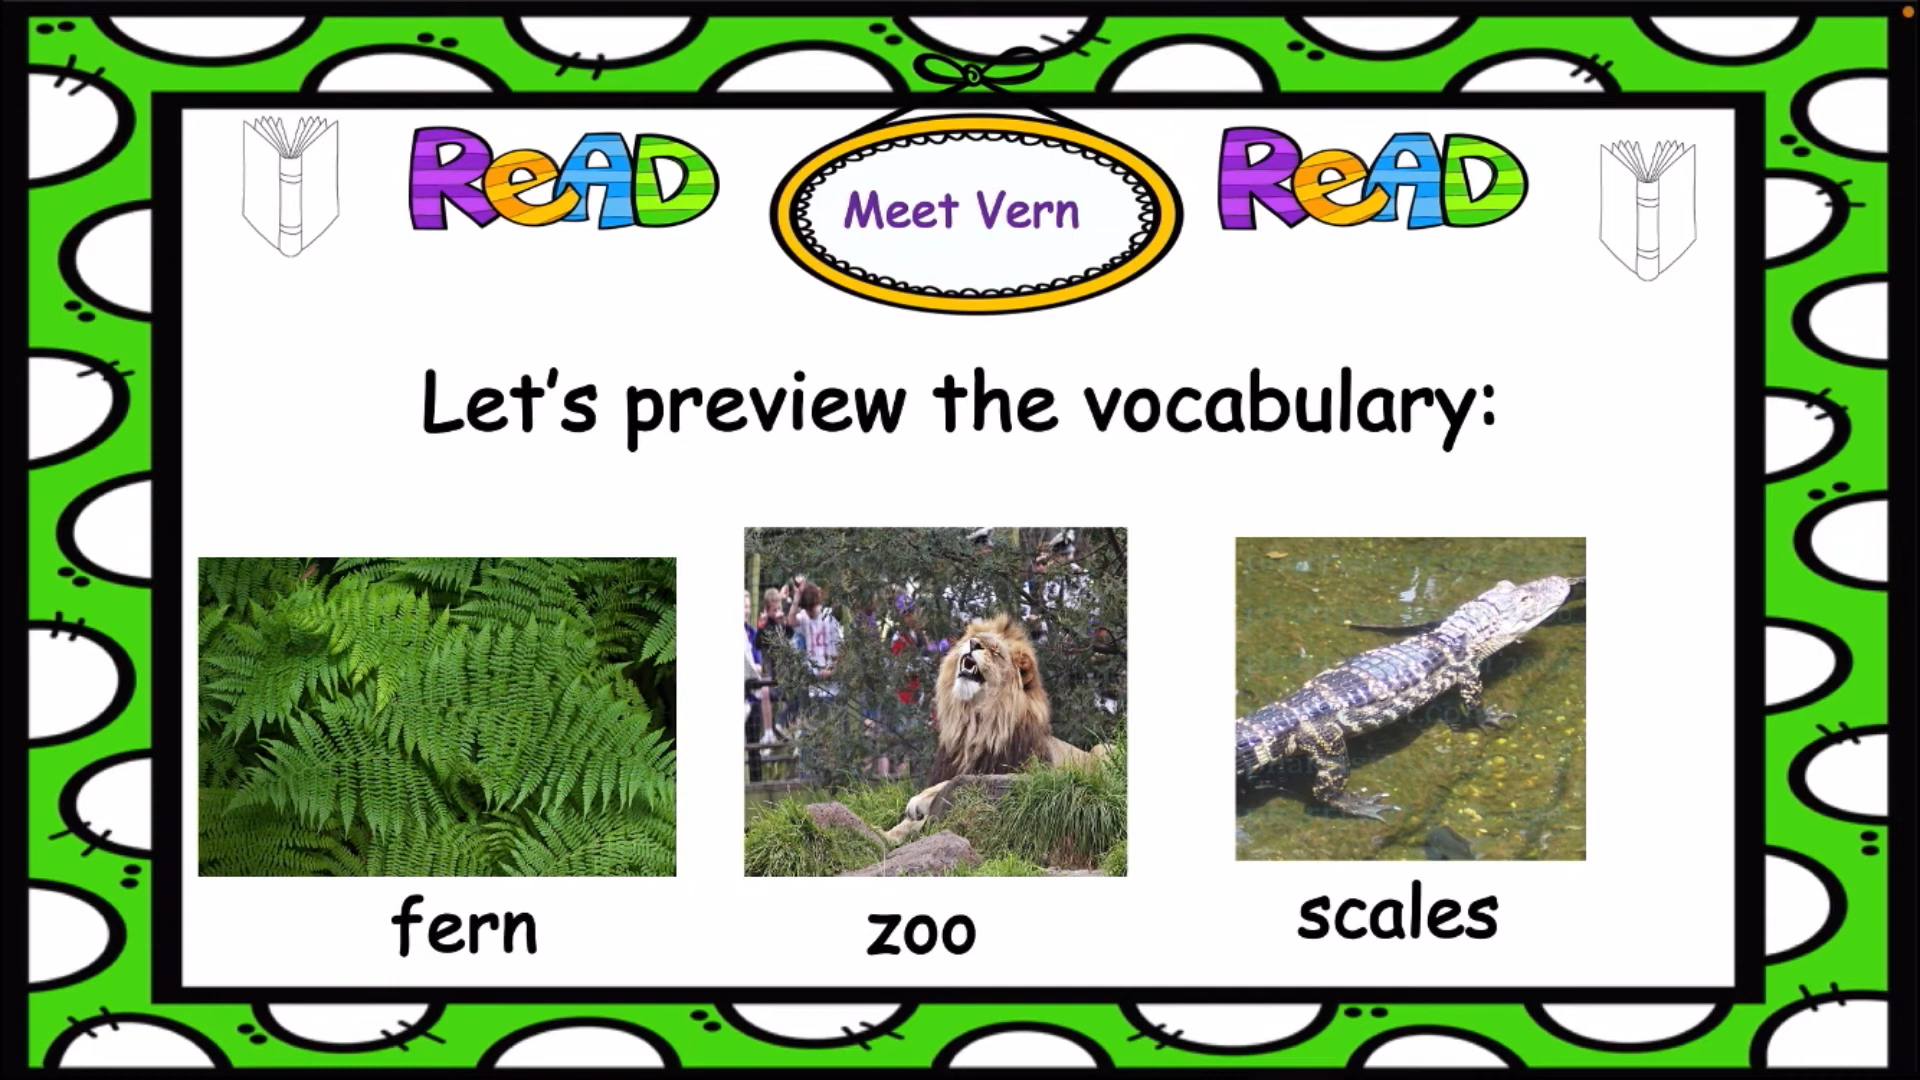 ReAD Meet Vern ReAD
Let's preview the vocabulary:
fern zoo scales